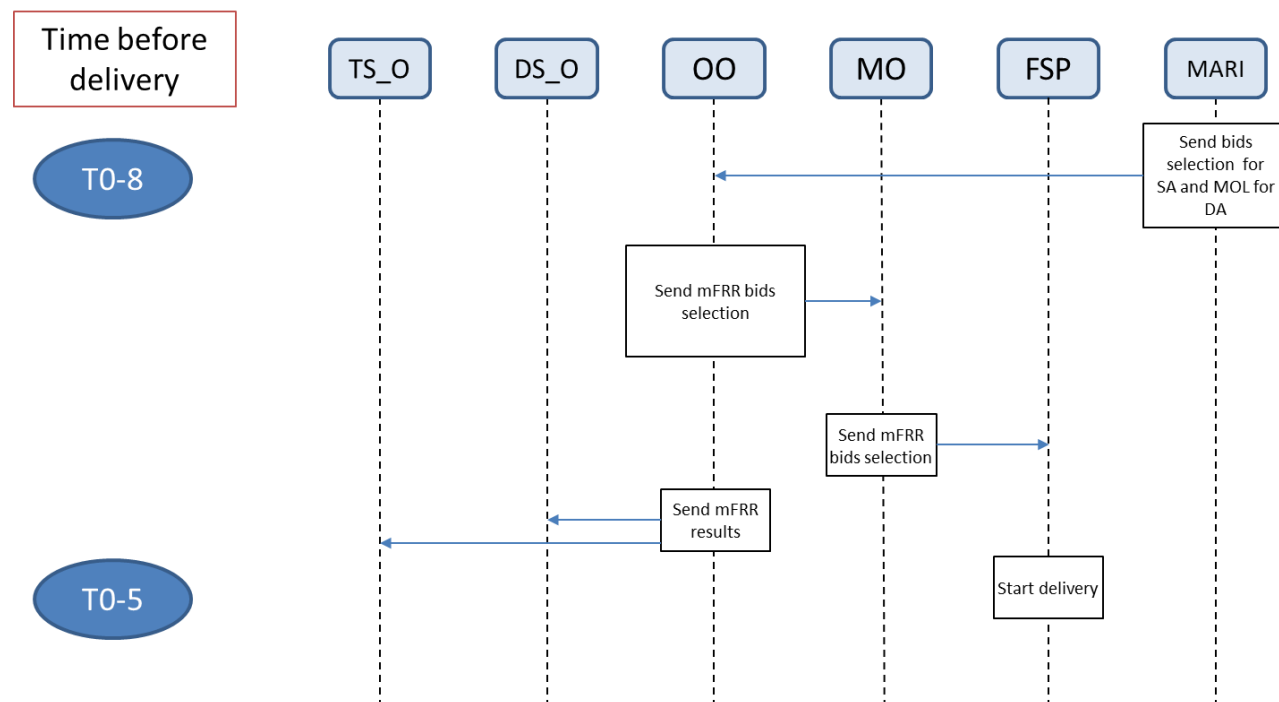 Time before
delivery
TS_O
DS_O
OO
MO
FSP
MARI
T0-8
Send bids
selection for
SA and MOL for
DA
Send mFRR bids
selection
Send mFRR
bids selection
Send mFRR
results
T0-5
Start delivery